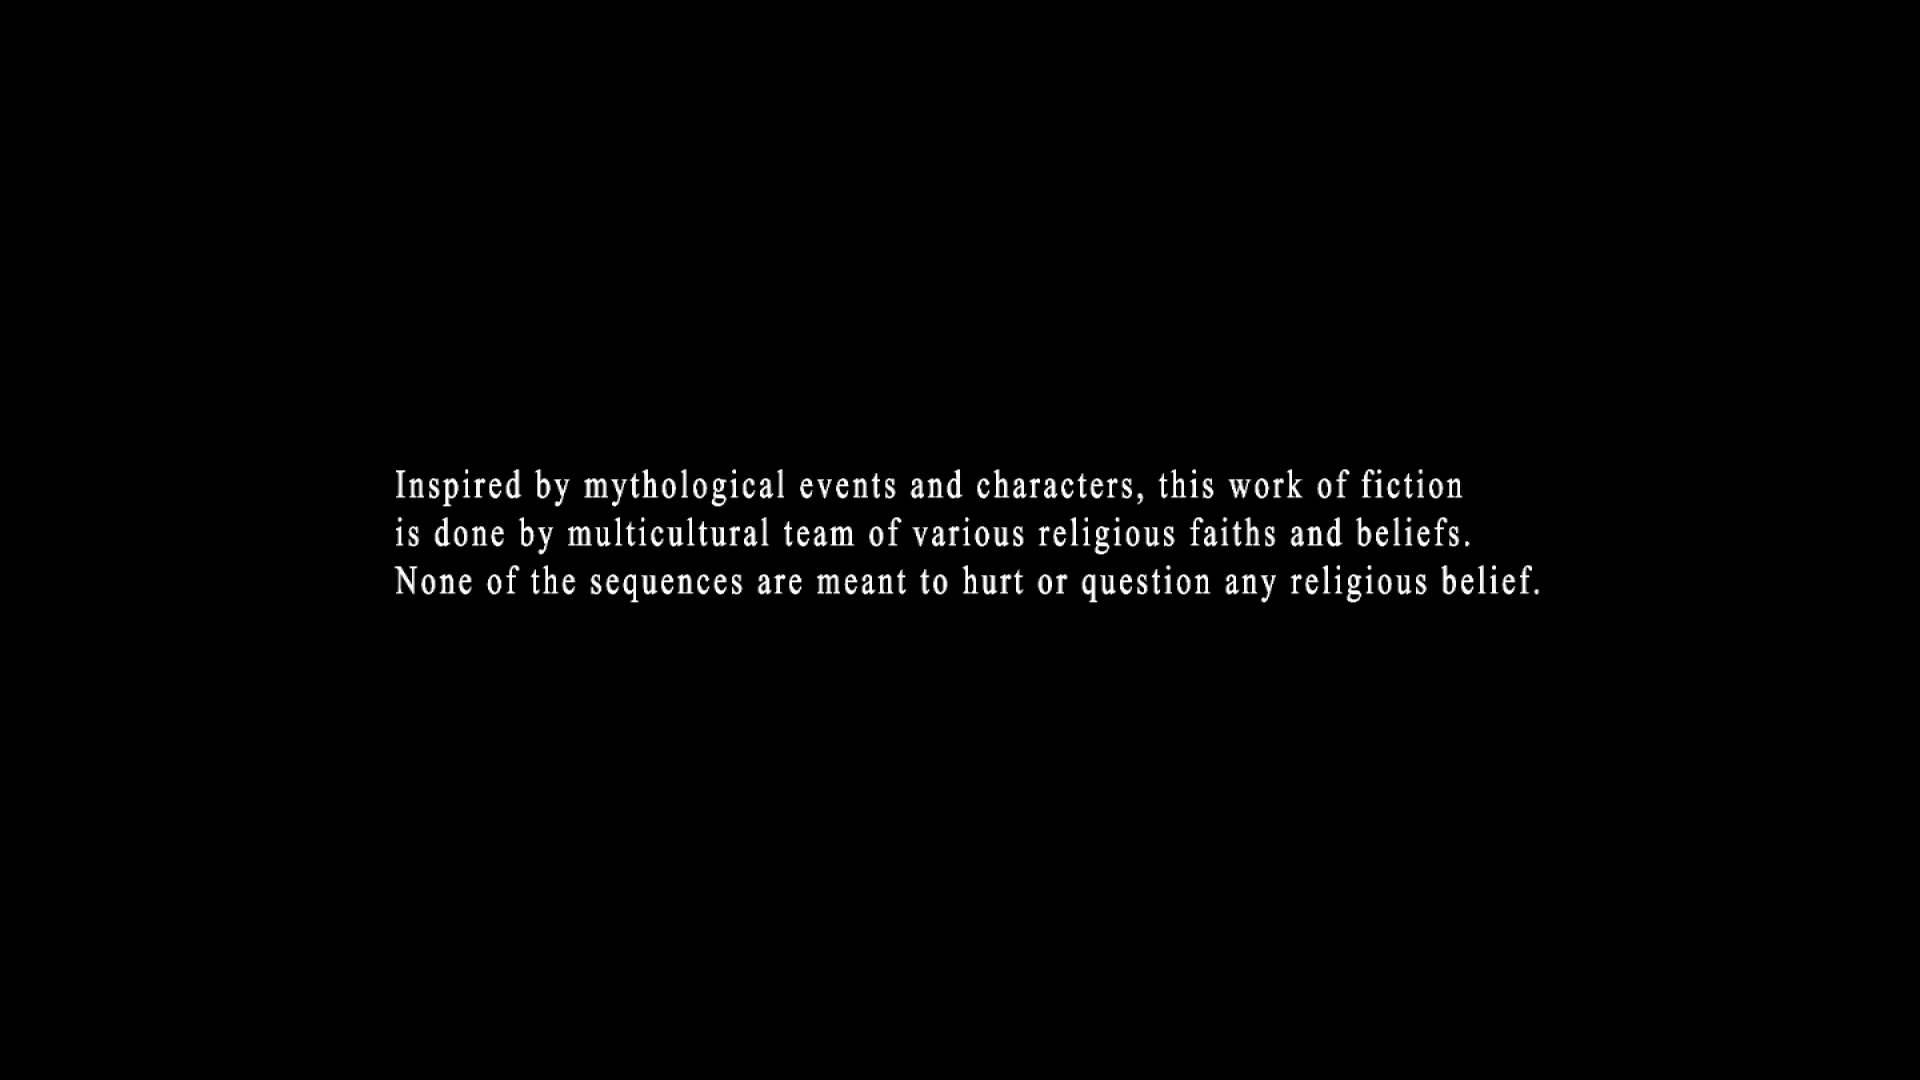 Inspired by mythological events and characters, this work of fiction
is done by multicultural team of various religious faiths and beliefs.
None of the sequences are meant to hurt or question any religious belief.